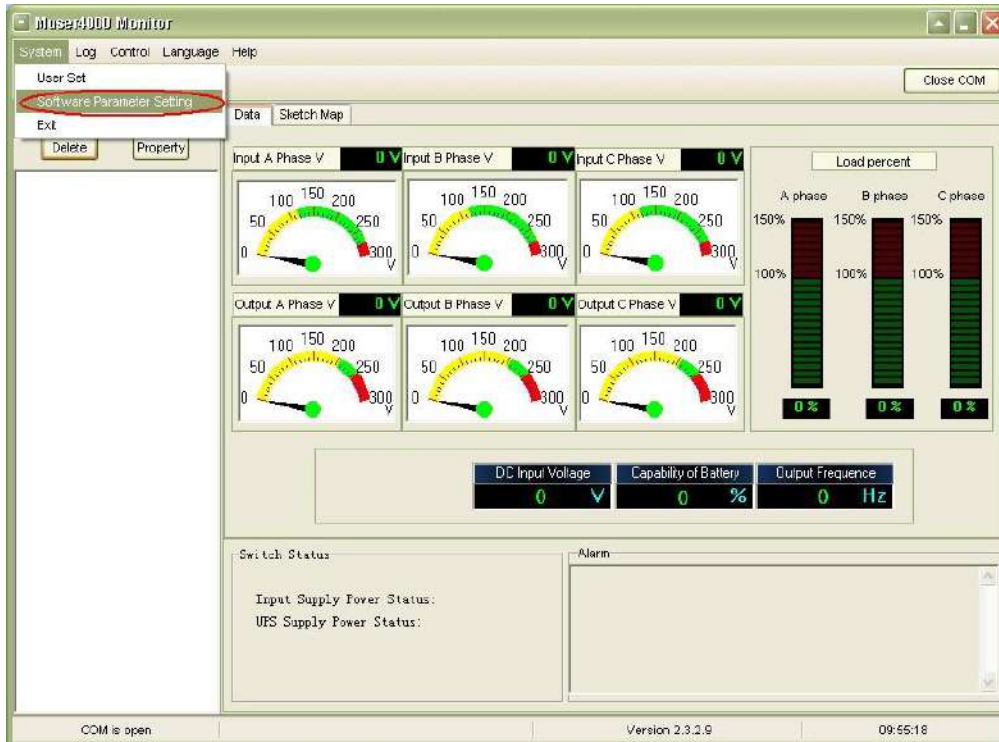 Muser4000 Monitor
System Log Control Language Help
User Set
Software Parameter Setting
Exit
Close COM
Delete Property
Data Sketch Map
Input A Phase V 0 V Input B Phase V 0 V Input C Phase V 0 V
0 50 100 150 200 250 300 V
0 50 100 150 200 250 300 V
0 50 100 150 200 250 300 V
Output A Phase V 0 V Output B Phase V 0 V Output C Phase V 0 V
0 50 100 150 200 250 300 V
0 50 100 150 200 250 300 V
0 50 100 150 200 250 300 V
Load percent
A phase B phase C phase
150% 150% 150%
100% 100% 100%
0 % 0 % 0 %
DC Input Voltage Capability of Battery Output Frequence
0 V 0 % 0 Hz
Switch Status
Input Supply Power Status:
UPS Supply Power Status:
Alarm
COM is open Version 2.3.2.9 09:55:18